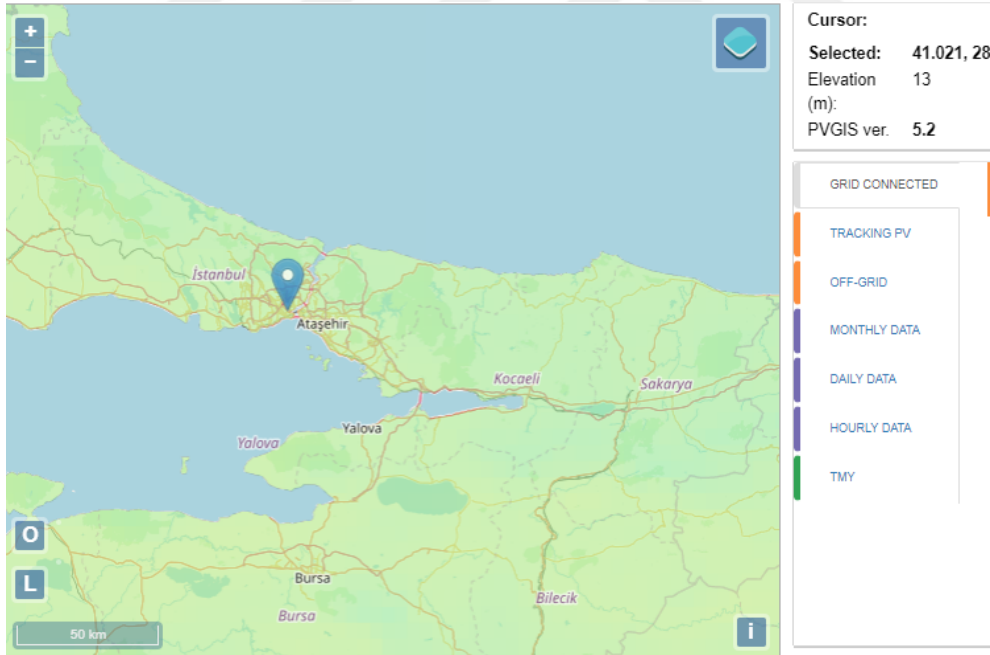 +
−
İstanbul
Ataşehir
Kocaeli
Sakarya
Yalova
Yalova
Bursa
Bursa
Bilecik
O
L
50 km
i
Cursor:
Selected: 41.021, 28
Elevation 13
(m):
PVGIS ver. 5.2
GRID CONNECTED
TRACKING PV
OFF-GRID
MONTHLY DATA
DAILY DATA
HOURLY DATA
TMY